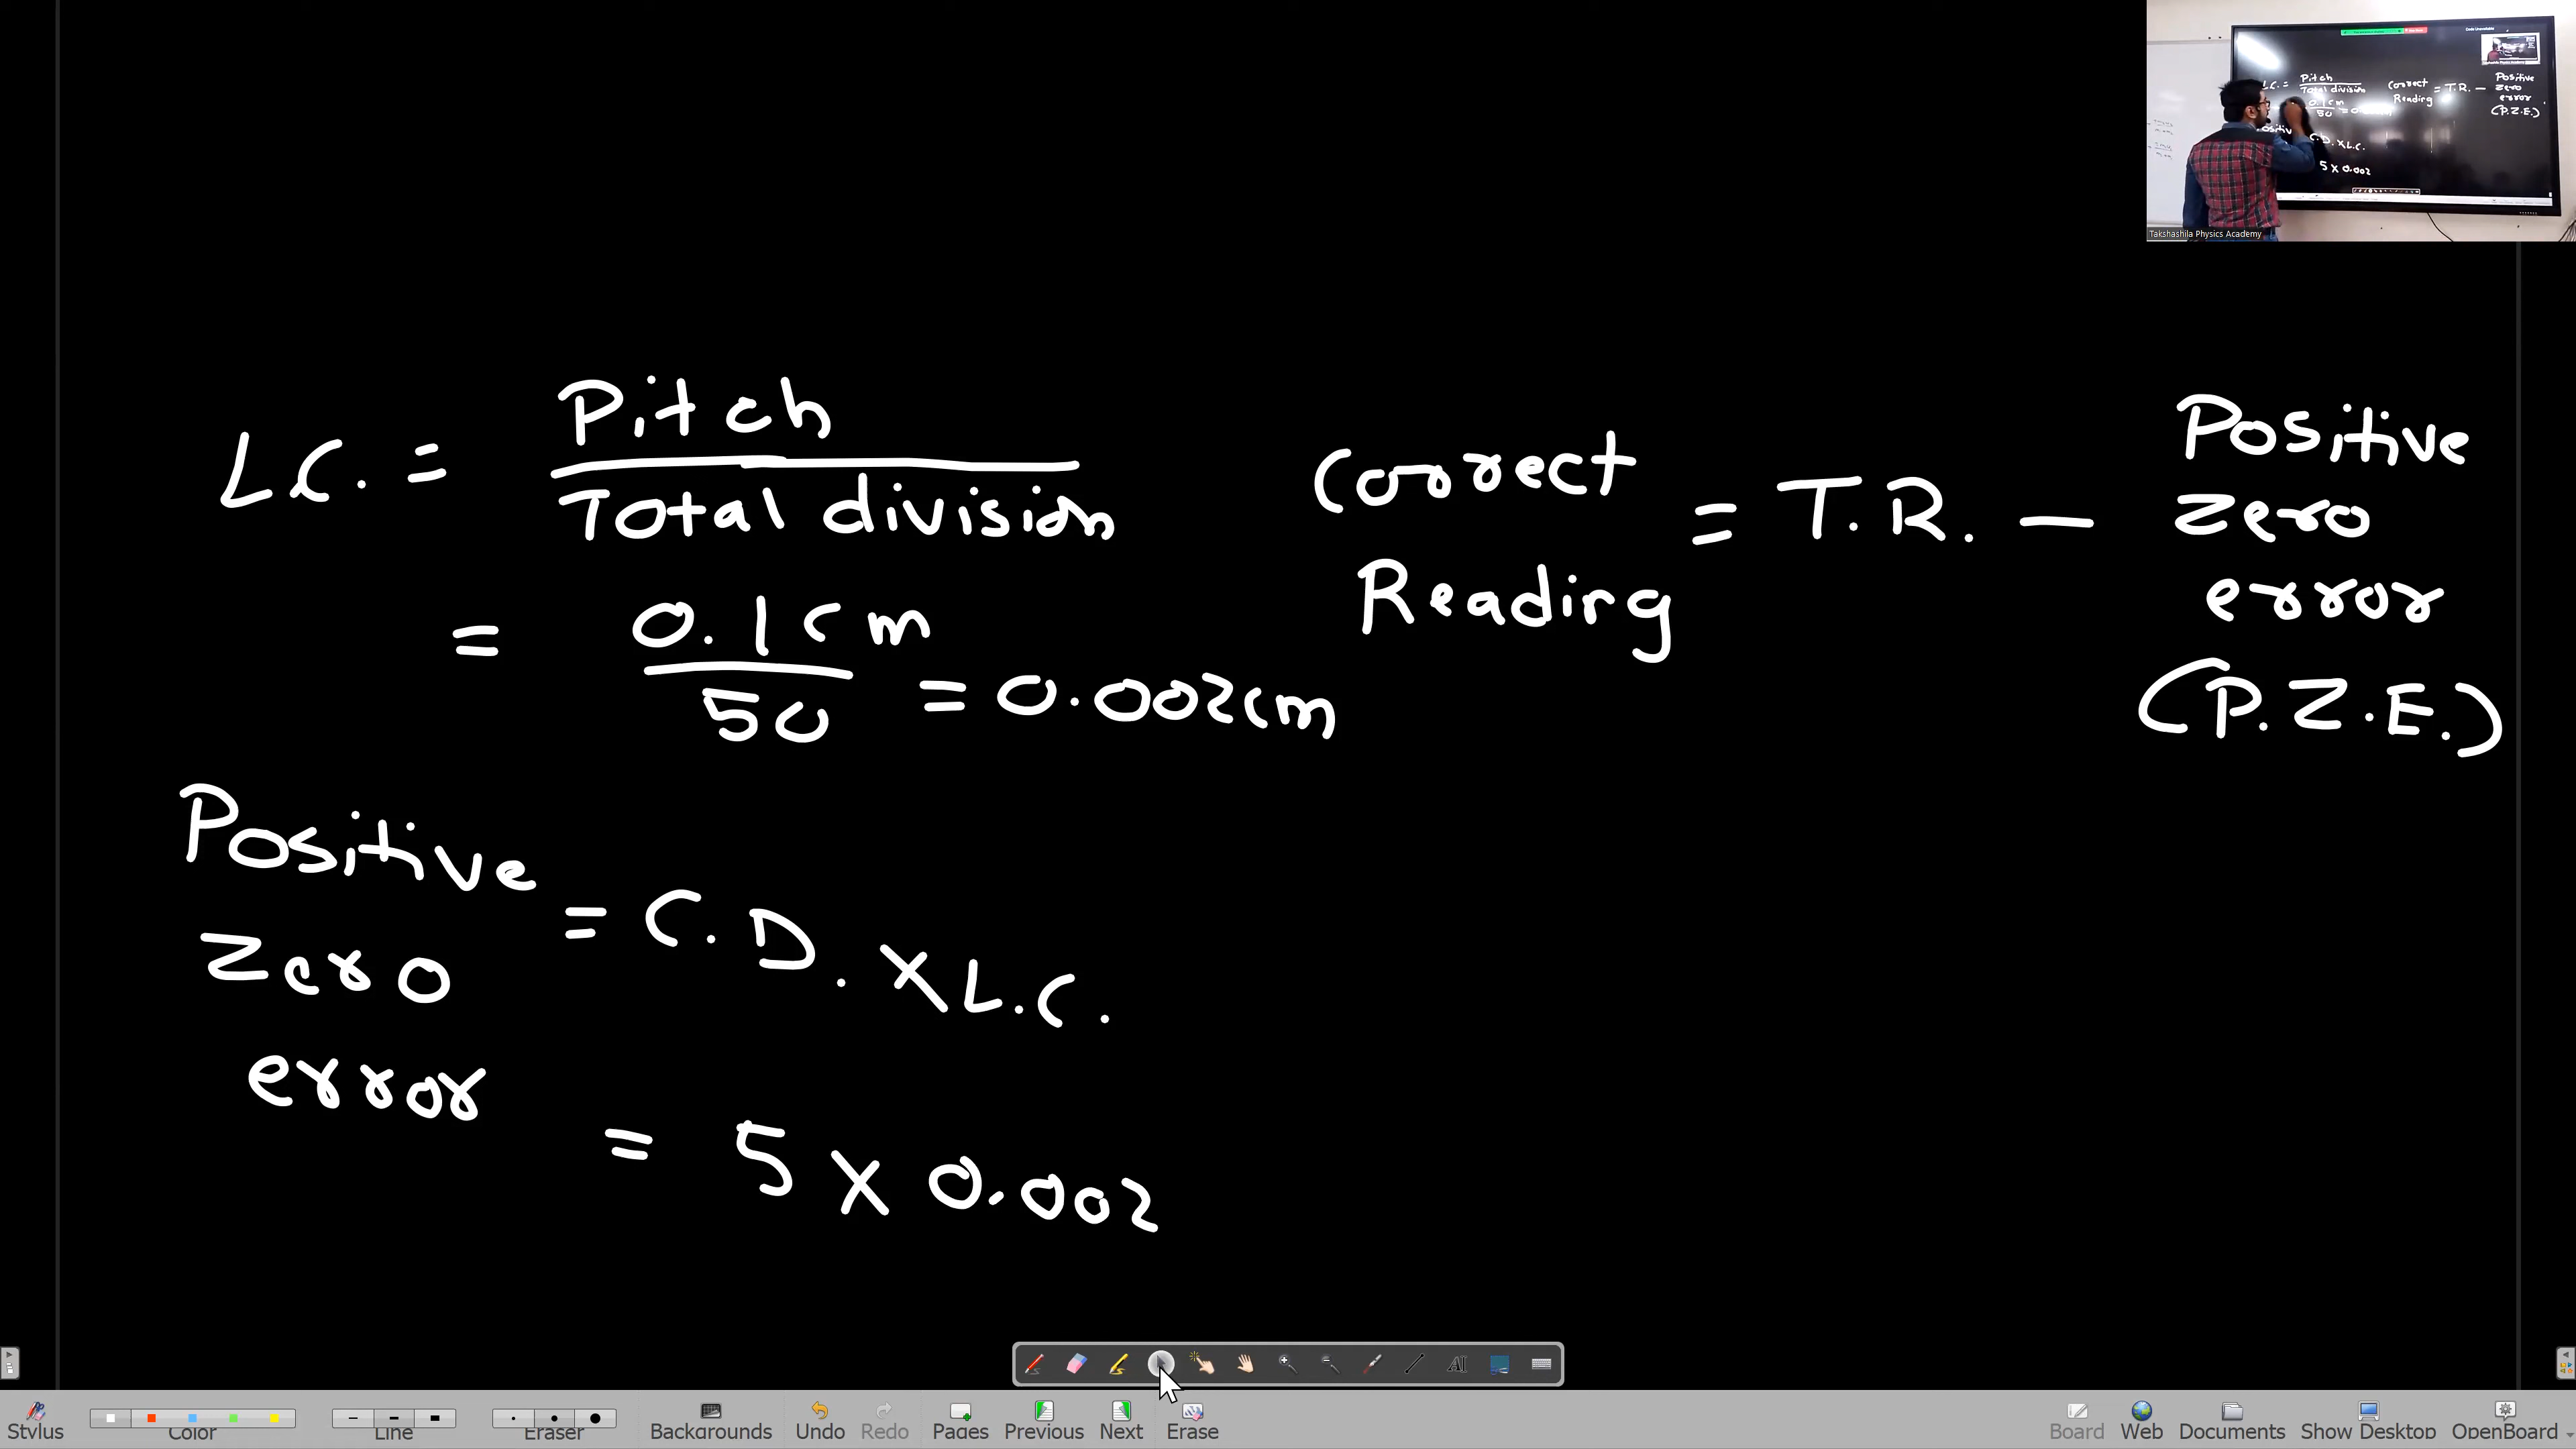 L.C. = Pitch
Total division
= 0.1 cm
50 = 0.002cm
Positive
Zero
error
= C.D. X L.C.
= 5 X 0.002
Correct
Reading
= T.R. —
Positive
zero
error
(P.Z.E.)
Takshashila Physics Academy
Stylus
Color
Line
Eraser
Backgrounds
Undo
Redo
Pages
Previous
Next
Erase
Board
Web
Documents
Show Desktop
OpenBoard